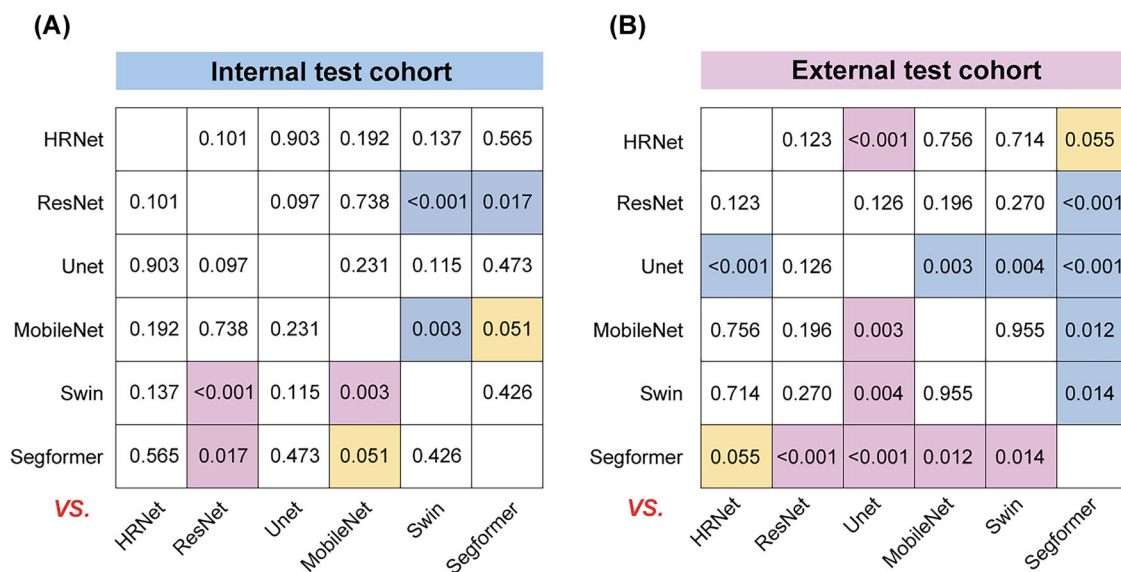 (A)
Internal test cohort
HRNet 0.101 0.903 0.192 0.137 0.565
ResNet 0.101 0.097 0.738 <0.001 0.017
Unet 0.903 0.097 0.231 0.115 0.473
MobileNet 0.192 0.738 0.231 0.003 0.051
Swin 0.137 <0.001 0.115 0.003 0.426
Segformer 0.565 0.017 0.473 0.051 0.426
VS. HRNet ResNet Unet MobileNet Swin Segformer
(B)
External test cohort
HRNet 0.123 <0.001 0.756 0.714 0.055
ResNet 0.123 0.126 0.196 0.270 <0.001
Unet <0.001 0.126 0.003 0.004 <0.001
MobileNet 0.756 0.196 0.003 0.955 0.012
Swin 0.714 0.270 0.004 0.955 0.014
Segformer 0.055 <0.001 <0.001 0.012 0.014
VS. HRNet ResNet Unet MobileNet Swin Segformer